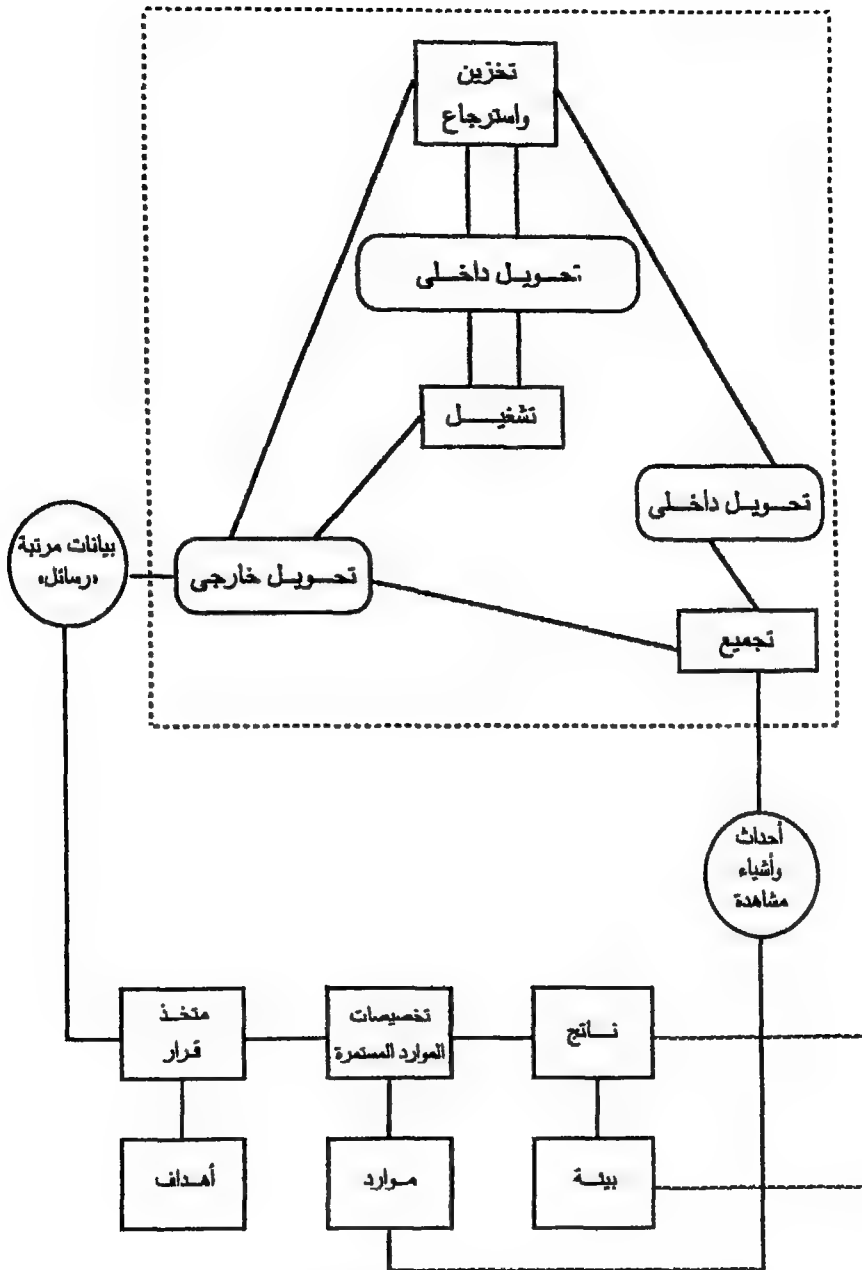 تخزين
واسترجاع
تحويل داخلى
تشغيل
تحويل داخلى
بيانات مرتبة
«رسائل»
تحويل خارجى
تجميع
أحداث
وأشياء
مشاهدة
ناتج
تخصيصات
الموارد المستمرة
متخذ
قرار
بيئة
موارد
أهداف